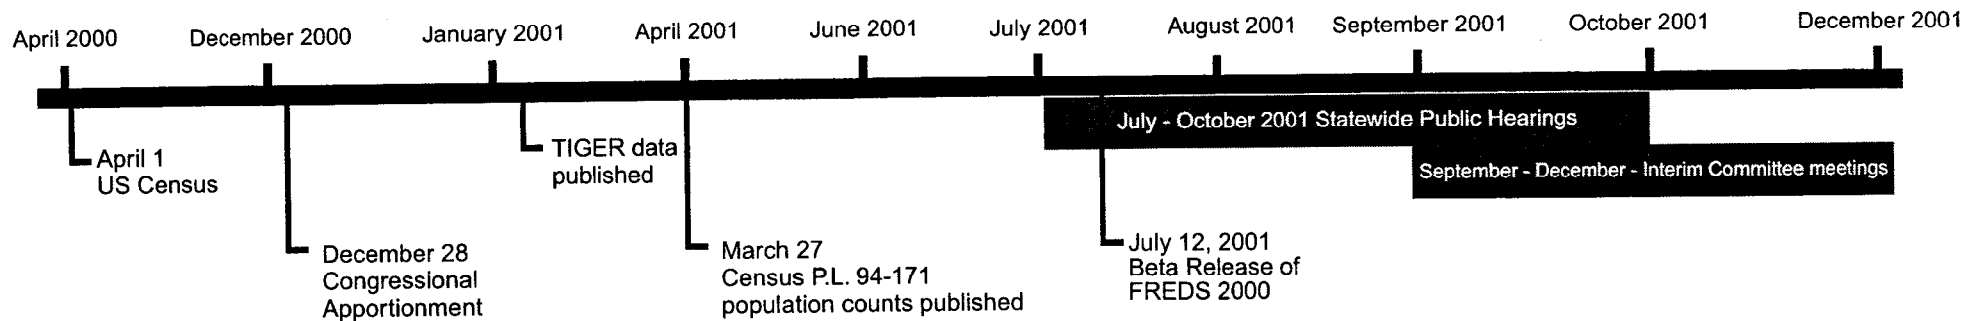 April 2000
December 2000
January 2001
April 2001
June 2001
July 2001
August 2001
September 2001
October 2001
December 2001
April 1
US Census
December 28
Congressional
Apportionment
TIGER data
published
March 27
Census P.L. 94-171
population counts published
July - October 2001 Statewide Public Hearings
July 12, 2001
Beta Release of
FREDS 2000
September - December - Interim Committee meetings